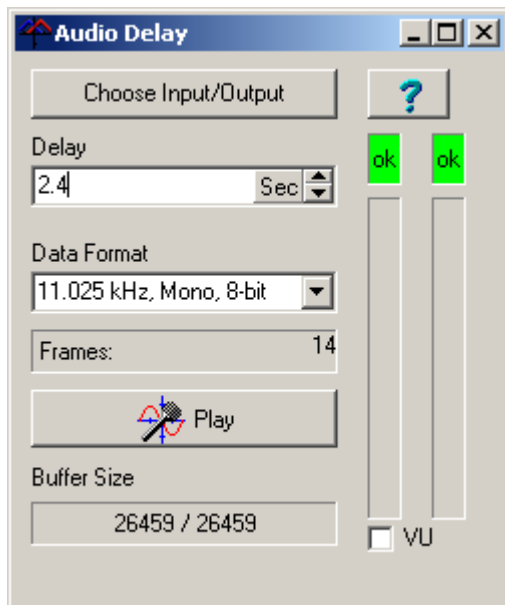 Audio Delay
Choose Input/Output
?
Delay
ok ok
2.4 Sec
Data Format
11.025 kHz, Mono, 8-bit
Frames: 14
Play
Buffer Size
26459 / 26459
VU